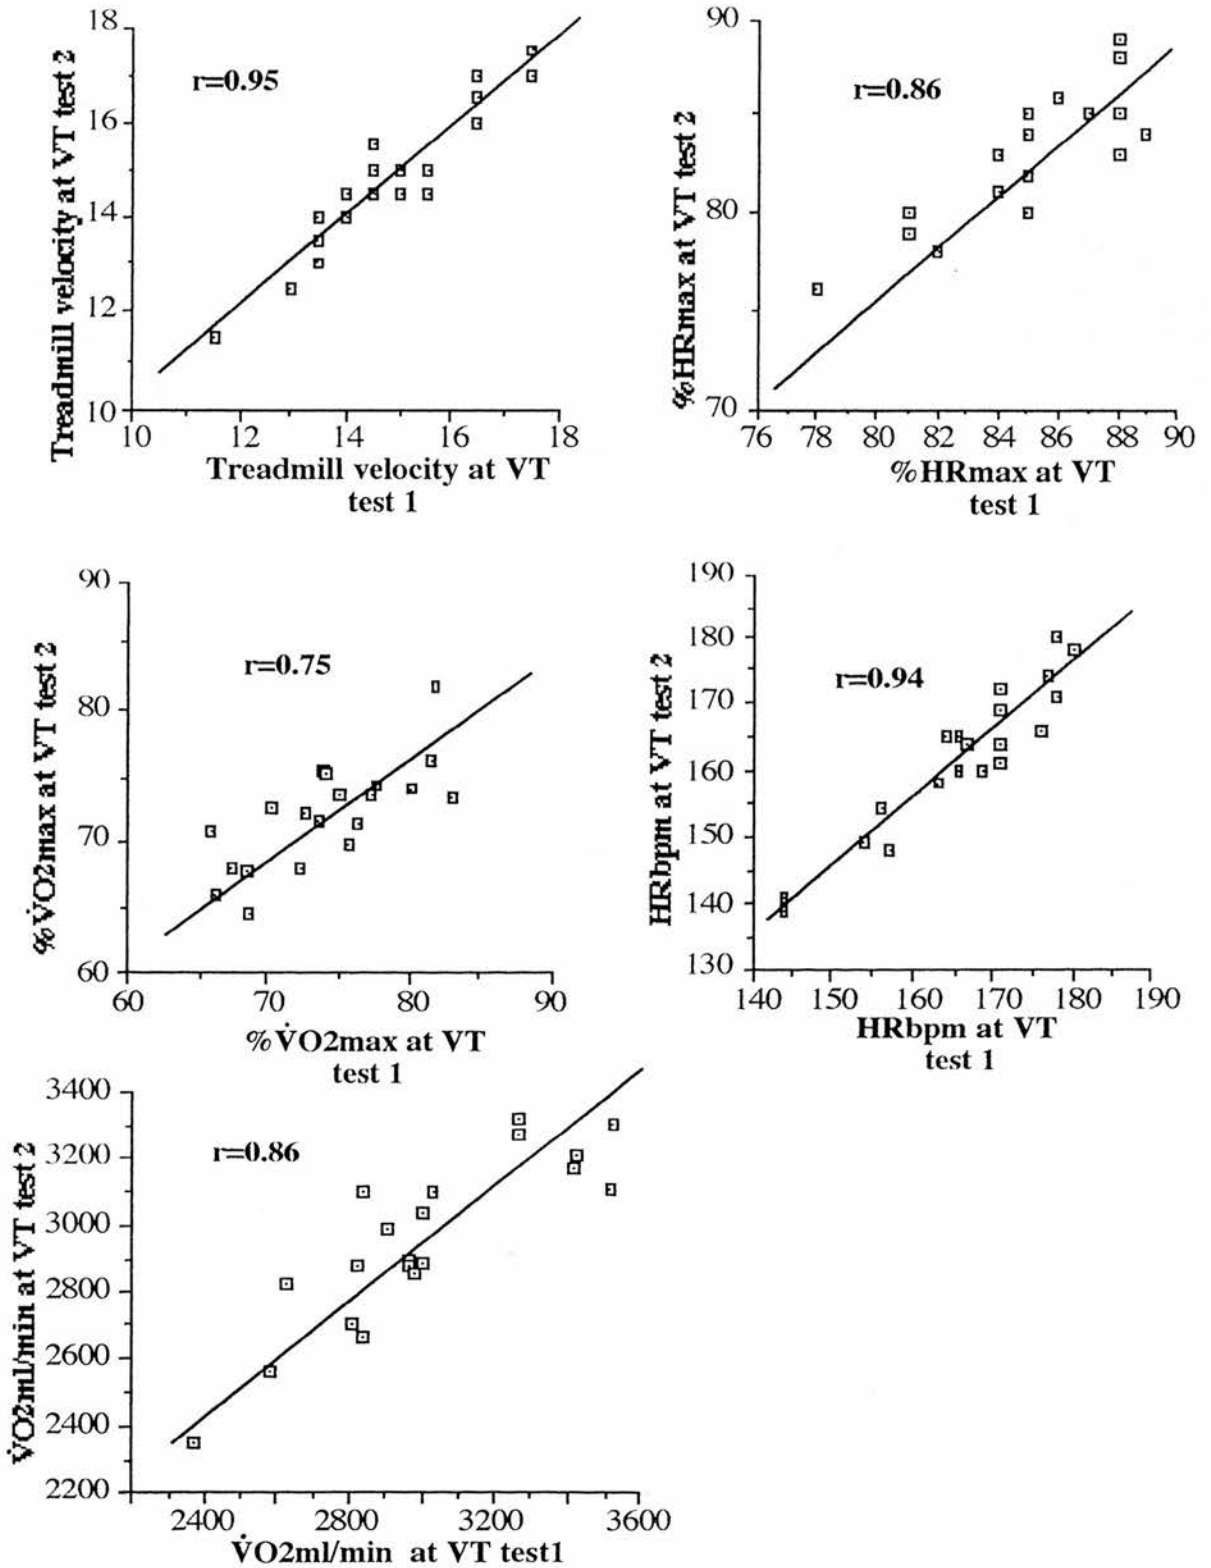 Treadmill velocity at VT test 2
18
16
14
12
10
r=0.95
10 12 14 16 18
Treadmill velocity at VT
test 1
%HRmax at VT test 2
90
80
70
r=0.86
76 78 80 82 84 86 88 90
%HRmax at VT
test 1
%V̇O2max at VT test 2
90
80
70
60
r=0.75
60 70 80 90
%V̇O2max at VT
test 1
HRbpm at VT test 2
190
180
170
160
150
140
130
r=0.94
140 150 160 170 180 190
HRbpm at VT
test 1
V̇O2ml/min at VT test 2
3400
3200
3000
2800
2600
2400
2200
r=0.86
2400 2800 3200 3600
V̇O2ml/min at VT test1